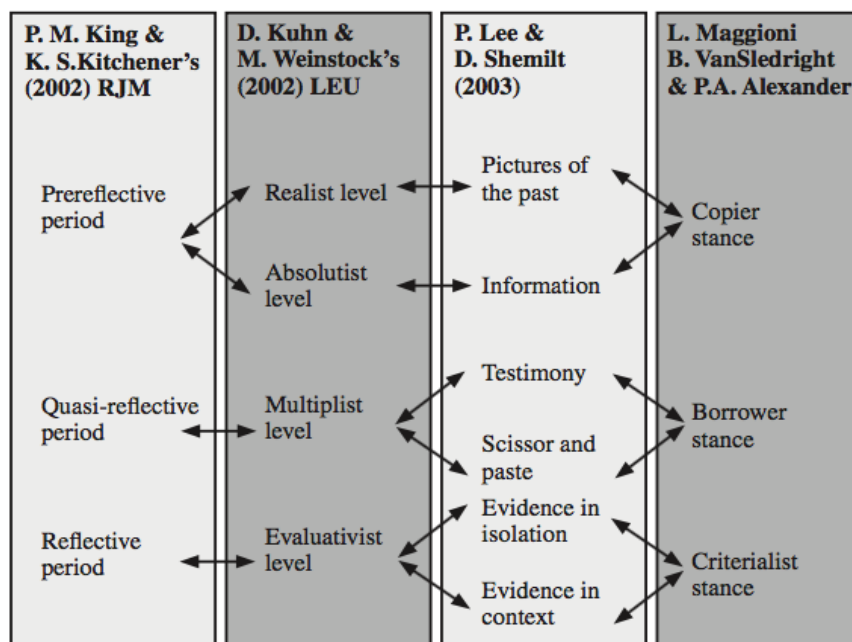 P. M. King &
K. S.Kitchener's
(2002) RJM
D. Kuhn &
M. Weinstock's
(2002) LEU
P. Lee &
D. Shemilt
(2003)
L. Maggioni
B. VanSledright
& P.A. Alexander
Prereflective
period
Quasi-reflective
period
Reflective
period
Realist level
Absolutist
level
Multiplist
level
Evaluativist
level
Pictures of
the past
Information
Testimony
Scissor and
paste
Evidence in
isolation
Evidence in
context
Copier
stance
Borrower
stance
Criterialist
stance